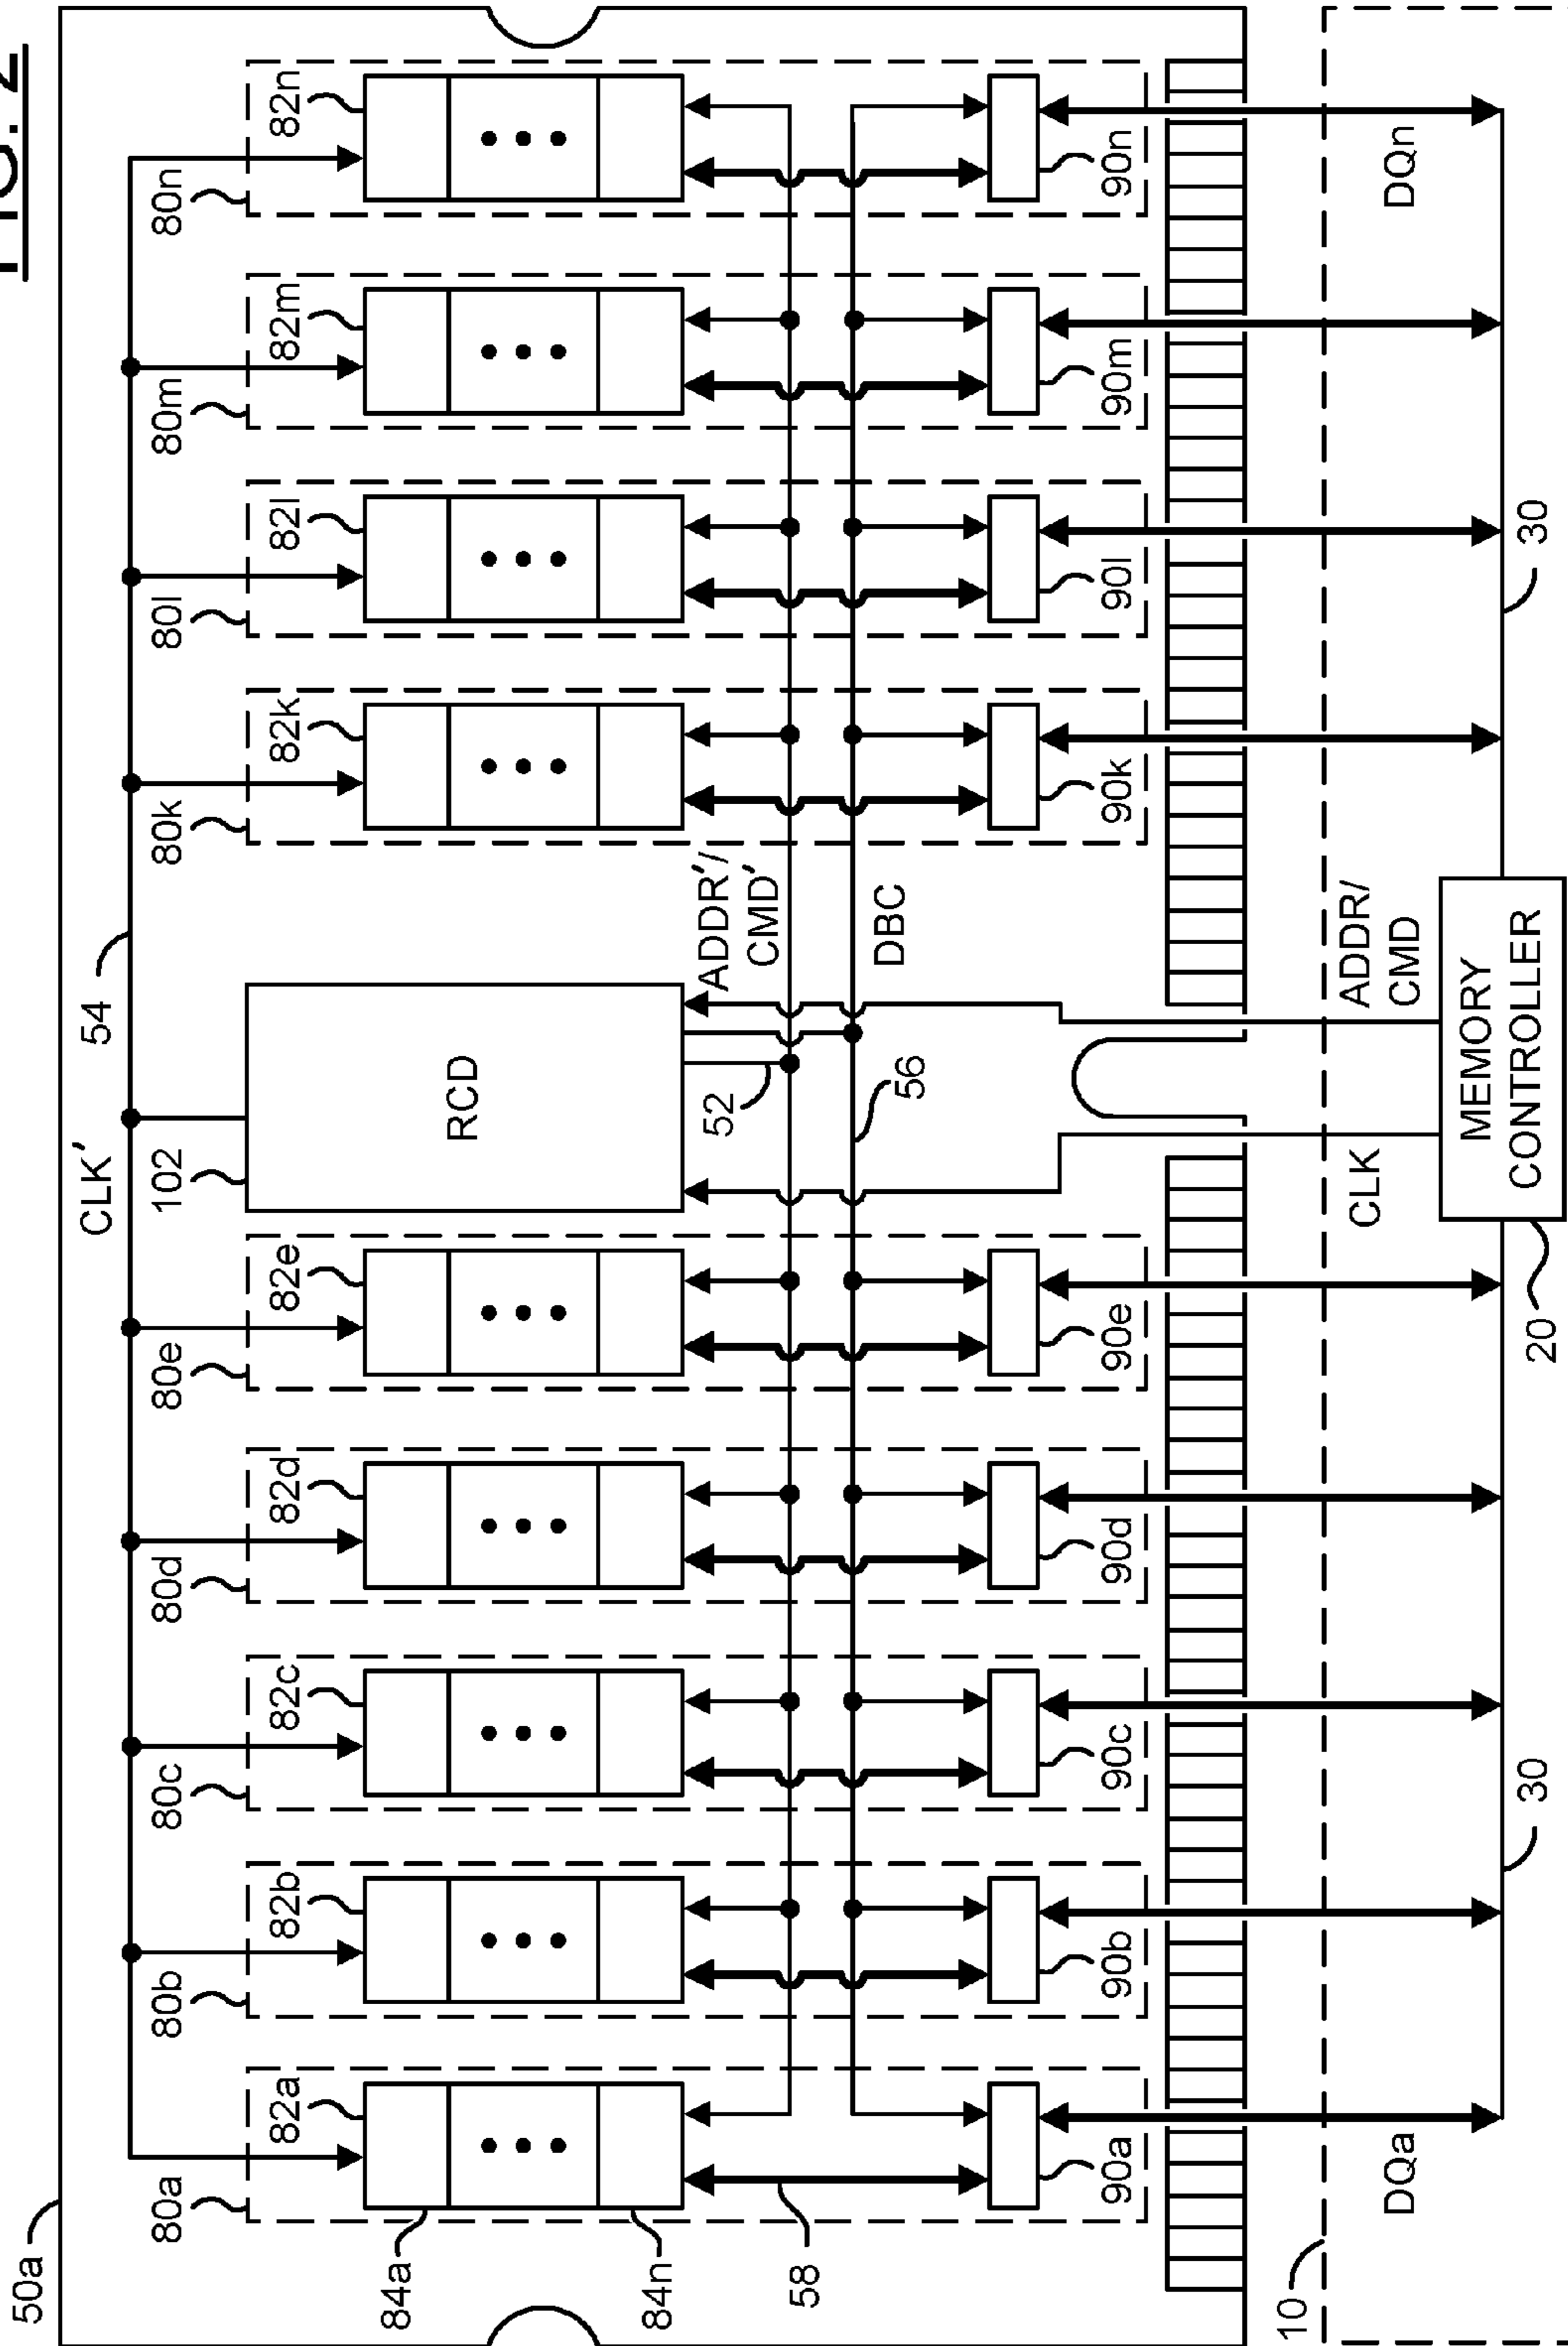 FIG. 2
50a
CLK'
54
80a
80b
80c
80d
80e
102
80k
80l
80m
80n
82a
82b
82c
82d
82e
82k
82l
82m
82n
84a
84n
RCD
58
52
ADDR'/
CMD'
56
DBC
90a
90b
90c
90d
90e
90k
90l
90m
90n
10
DQa
CLK
ADDR/
CMD
DQn
30
20
MEMORY
CONTROLLER
30